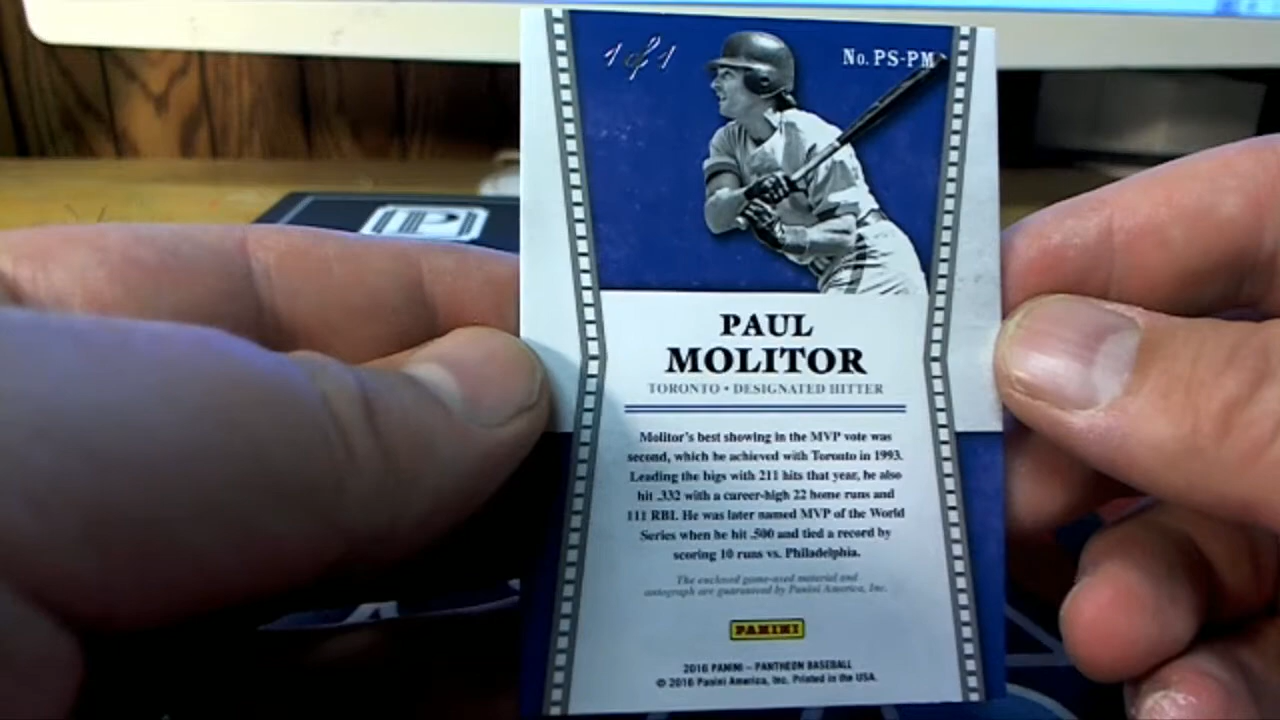 1 of 1
No. PS-PM
PAUL
MOLITOR
TORONTO • DESIGNATED HITTER
Molitor's best showing in the MVP vote was
second, which he achieved with Toronto in 1993.
Leading the bigs with 211 hits that year, he also
hit .332 with a career-high 22 home runs and
111 RBI. He was later named MVP of the World
Series when he hit .500 and tied a record by
scoring 10 runs vs. Philadelphia.
The enclosed game-used material and
autograph are guaranteed by Panini America, Inc.
PANINI
2016 PANINI – PANTHEON BASEBALL
© 2016 Panini America, Inc. Printed in the USA.